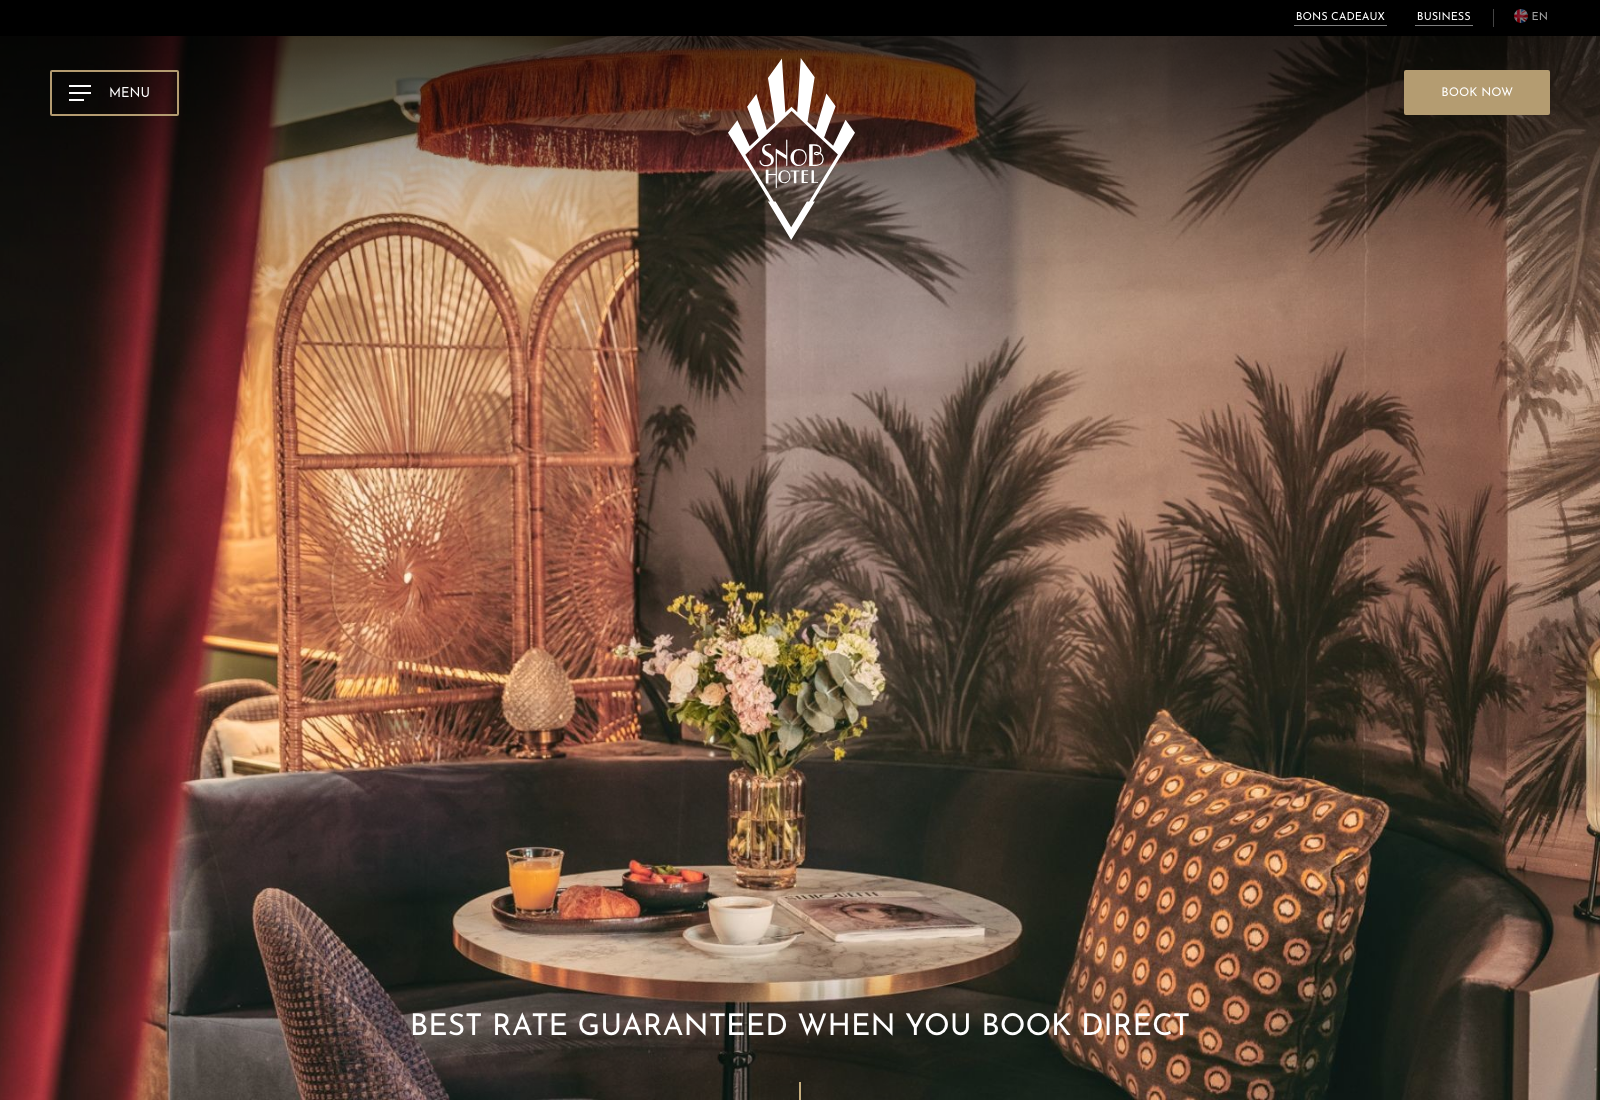 BONS CADEAUX
BUSINESS
EN
MENU
BOOK NOW
SNOB
HOTEL
BEST RATE GUARANTEED WHEN YOU BOOK DIRECT